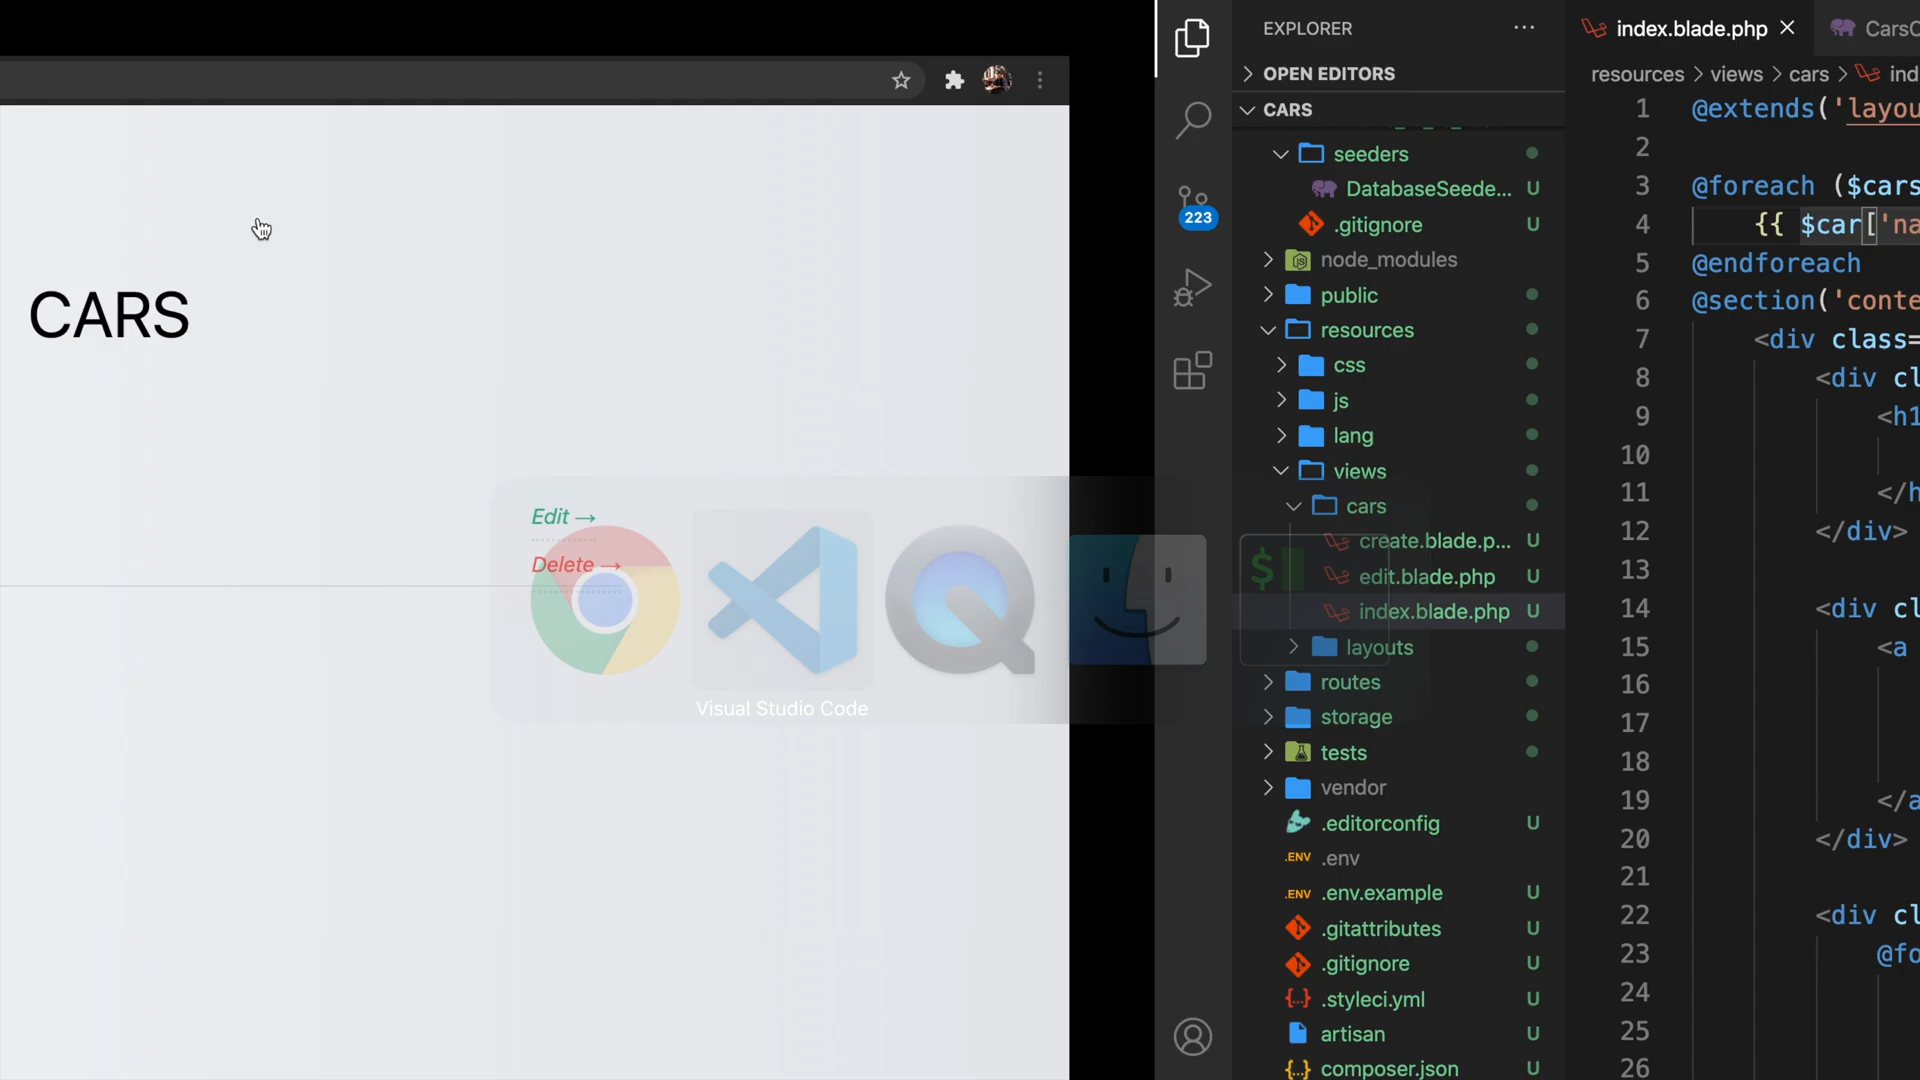 CARS
Edit →
Delete →
Visual Studio Code
223
EXPLORER
OPEN EDITORS
CARS
seeders
DatabaseSeede... U
.gitignore U
node_modules
public
resources
css
js
lang
views
cars
create.blade.p... U
edit.blade.php U
index.blade.php U
layouts
routes
storage
tests
vendor
.editorconfig U
.ENV .env
.ENV .env.example U
.gitattributes U
.gitignore U
.styleci.yml U
artisan U
composer.json U
index.blade.php
CarsC
resources > views > cars > ind
1 @extends('layou
2
3 @foreach ($cars
4 {{ $car['na
5 @endforeach
6 @section('conte
7 <div class=
8 <div cl
9 <h1
10
11 </h
12 </div>
13
14 <div cl
15 <a
16
17
18
19 </a
20 </div>
21
22 <div cl
23 @fo
24
25
26